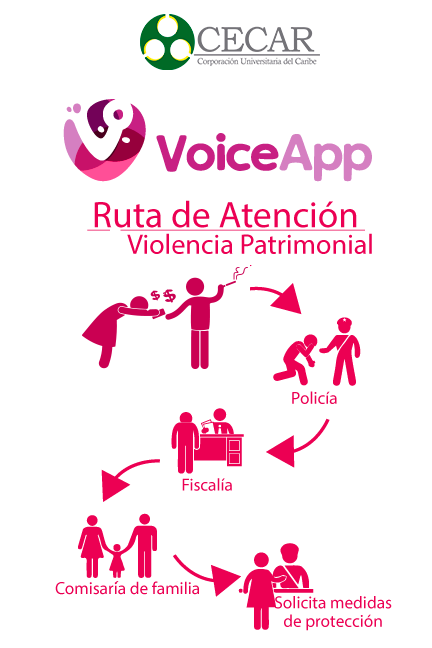 CECAR
Corporación Universitaria del Caribe
VoiceApp
Ruta de Atención
Violencia Patrimonial
$ $
Policía
Fiscalía
Comisaría de familia
Solicita medidas
de protección